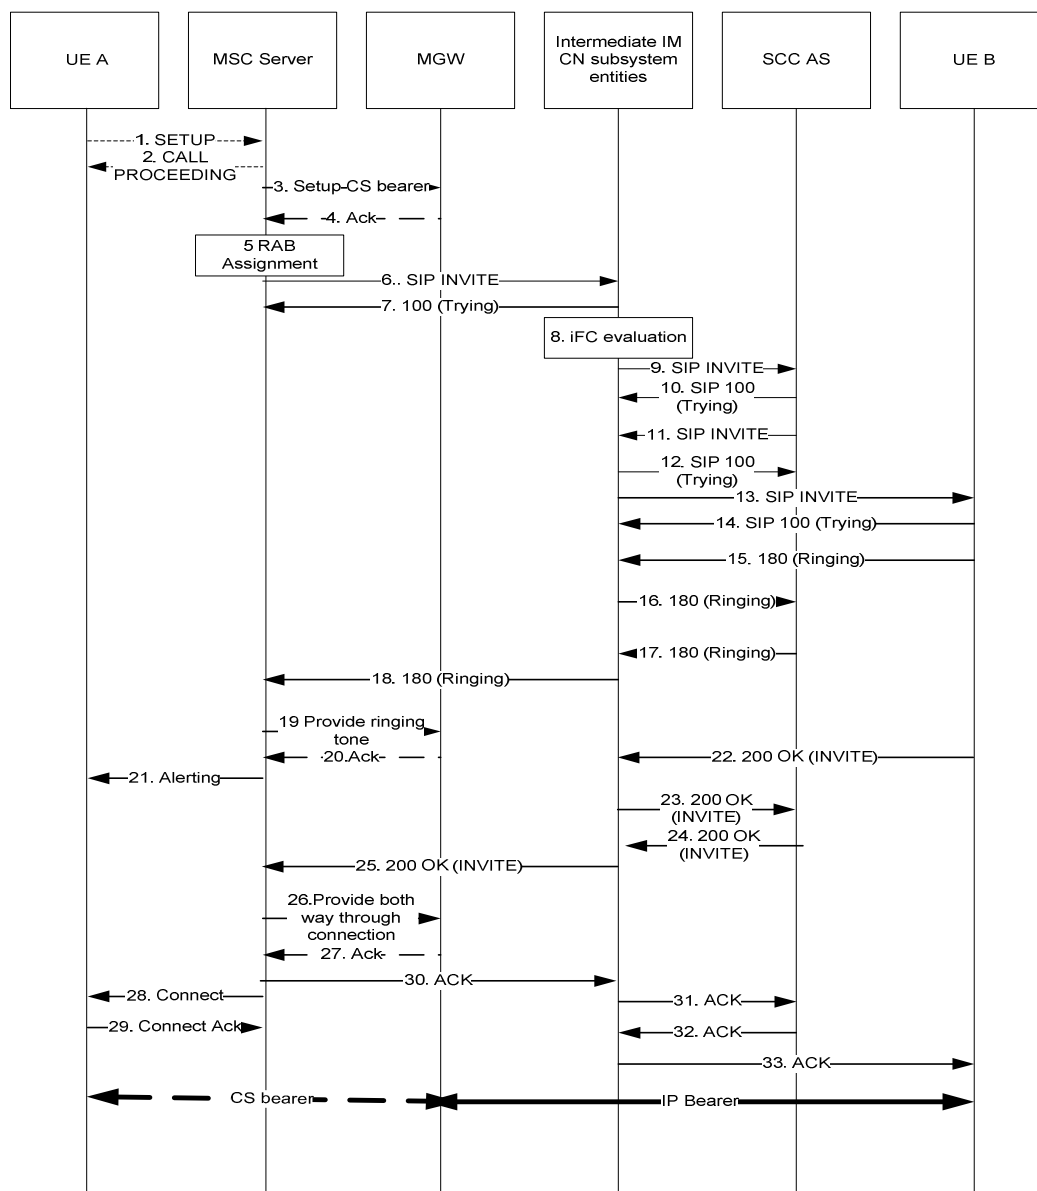 UE A
MSC Server
MGW
Intermediate IM
CN subsystem
entities
SCC AS
UE B
1. SETUP
2. CALL
PROCEEDING
3. Setup CS bearer
4. Ack
5 RAB
Assignment
6.. SIP INVITE
7. 100 (Trying)
8. iFC evaluation
9. SIP INVITE
10. SIP 100
(Trying)
11. SIP INVITE
12. SIP 100
(Trying)
13. SIP INVITE
14. SIP 100 (Trying)
15. 180 (Ringing)
16. 180 (Ringing)
17. 180 (Ringing)
18. 180 (Ringing)
19 Provide ringing
tone
20.Ack
22. 200 OK (INVITE)
21. Alerting
23. 200 OK
(INVITE)
24. 200 OK
(INVITE)
25. 200 OK (INVITE)
26.Provide both
way through
connection
27. Ack
30. ACK
28. Connect
31. ACK
29. Connect Ack
32. ACK
33. ACK
CS bearer
IP Bearer